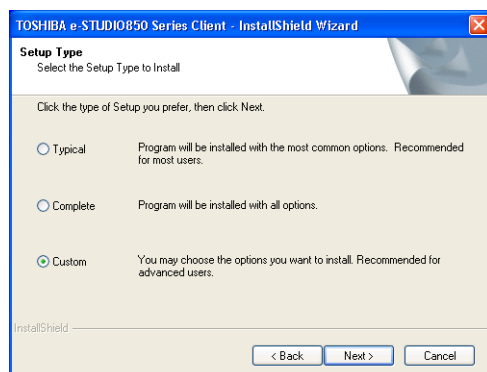 TOSHIBA e-STUDIO850 Series Client - InstallShield Wizard
Setup Type
Select the Setup Type to Install
Click the type of Setup you prefer, then click Next.
Typical
Program will be installed with the most common options. Recommended
for most users.
Complete
Program will be installed with all options.
Custom
You may choose the options you want to install. Recommended for
advanced users.
InstallShield
< Back
Next >
Cancel